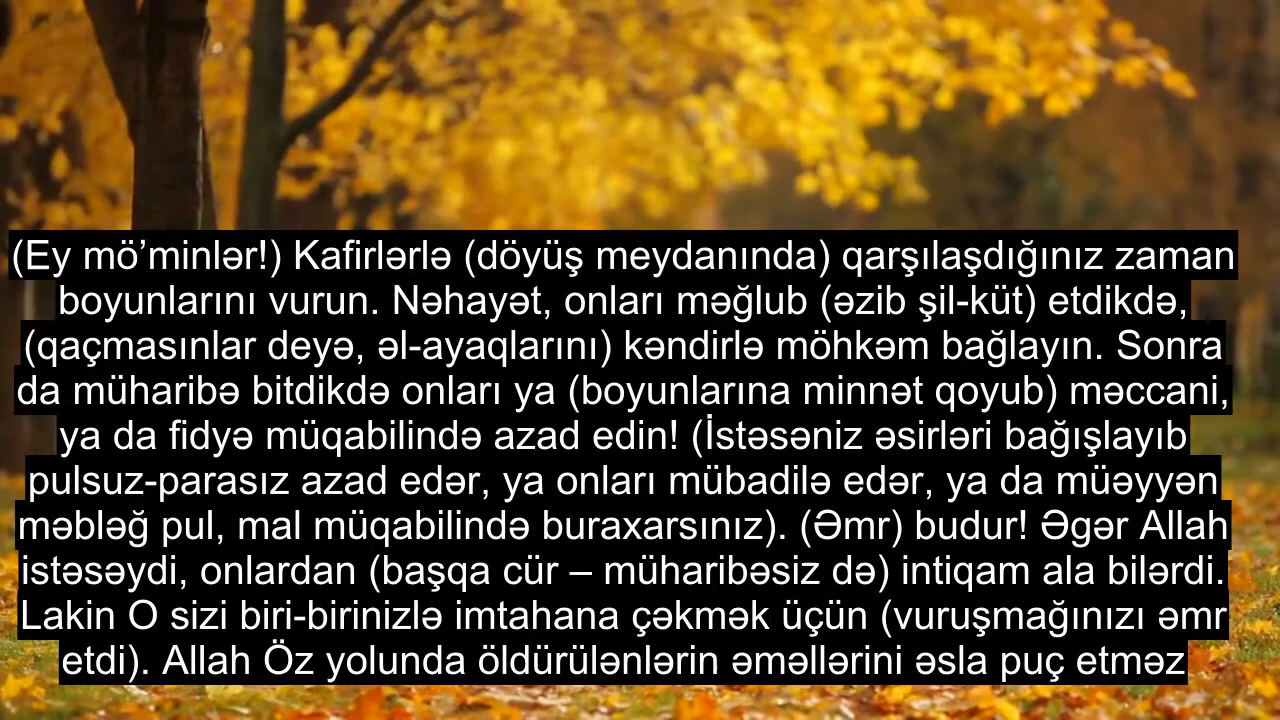 (Ey mö’minlər!) Kafirlərlə (döyüş meydanında) qarşılaşdığınız zaman
boyunlarını vurun. Nəhayət, onları məğlub (əzib şil-küt) etdikdə,
(qaçmasınlar deyə, əl-ayaqlarını) kəndirlə möhkəm bağlayın. Sonra
da müharibə bitdikdə onları ya (boyunlarına minnət qoyub) məccani,
ya da fidyə müqabilində azad edin! (İstəsəniz əsirləri bağışlayıb
pulsuz-parasız azad edər, ya onları mübadilə edər, ya da müəyyən
məbləğ pul, mal müqabilində buraxarsınız). (Əmr) budur! Əgər Allah
istəsəydi, onlardan (başqa cür – müharibəsiz də) intiqam ala bilərdi.
Lakin O sizi biri-birinizlə imtahana çəkmək üçün (vuruşmağınızı əmr
etdi). Allah Öz yolunda öldürülənlərin əməllərini əsla puç etməz